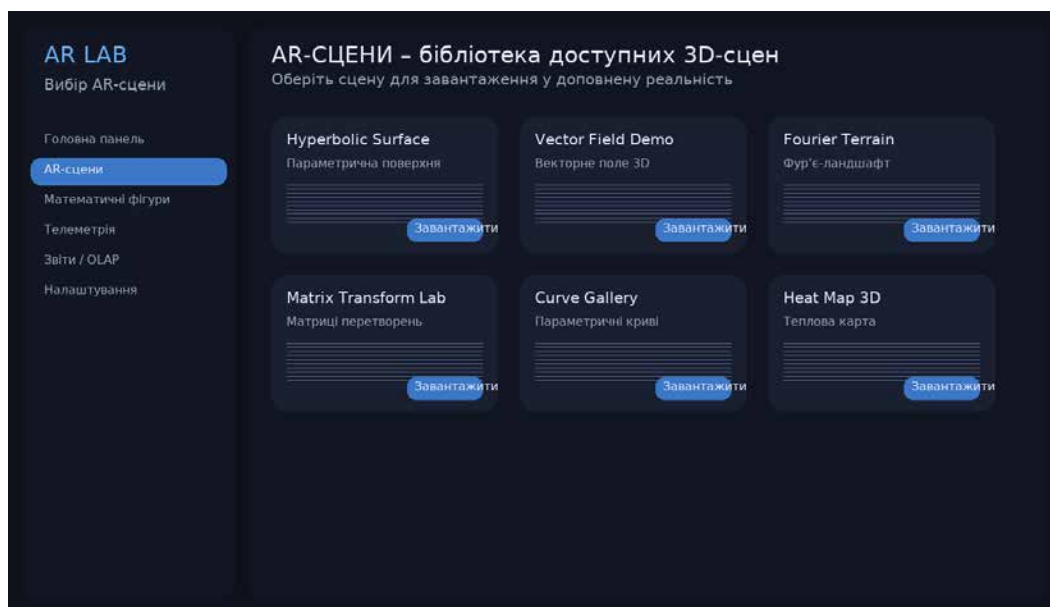 AR LAB
Вибір AR-сцени
Головна панель
AR-сцени
Математичні фігури
Телеметрія
Звіти / OLAP
Налаштування
AR-СЦЕНИ – бібліотека доступних 3D-сцен
Оберіть сцену для завантаження у доповнену реальність
Hyperbolic Surface
Параметрична поверхня
Завантажити
Vector Field Demo
Векторне поле 3D
Завантажити
Fourier Terrain
Фур'є-ландшафт
Завантажити
Matrix Transform Lab
Матриці перетворень
Завантажити
Curve Gallery
Параметричні криві
Завантажити
Heat Map 3D
Теплова карта
Завантажити